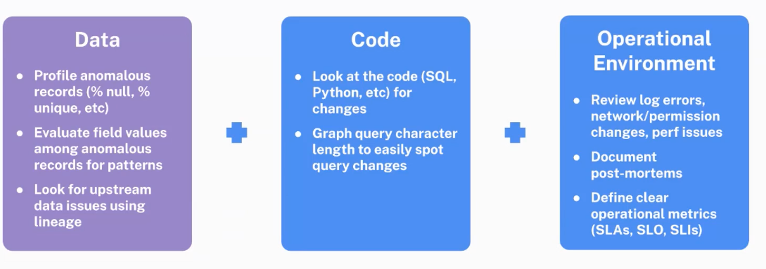 Data
● Profile anomalous
records (% null, %
unique, etc)
● Evaluate field values
among anomalous
records for patterns
● Look for upstream
data issues using
lineage
Code
● Look at the code (SQL,
Python, etc) for
changes
● Graph query character
length to easily spot
query changes
Operational
Environment
● Review log errors,
network/permission
changes, perf issues
● Document
post-mortems
● Define clear
operational metrics
(SLAs, SLO, SLIs)